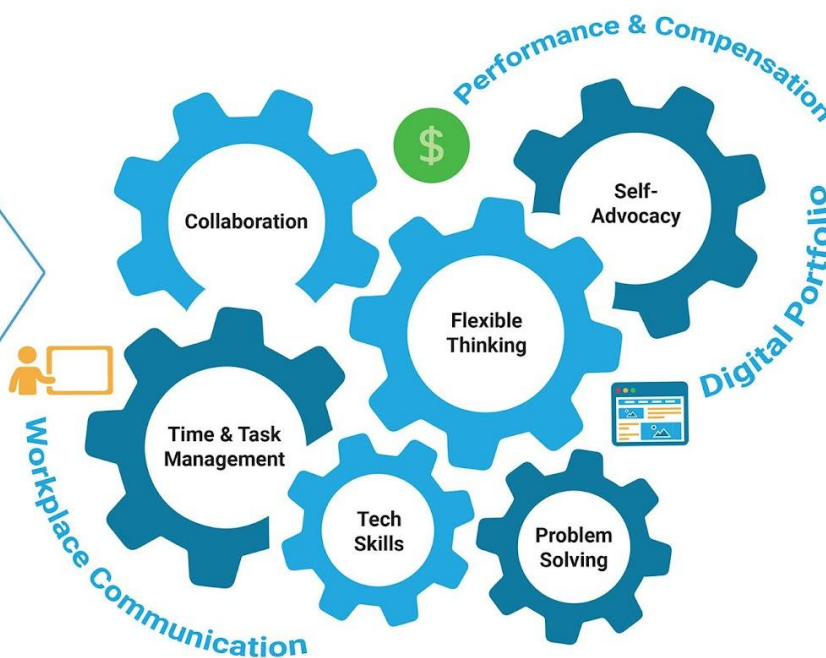 Performance & Compensation
Collaboration
$
Self-
Advocacy
Flexible
Thinking
Digital Portfolio
Time & Task
Management
Workplace Communication
Tech
Skills
Problem
Solving